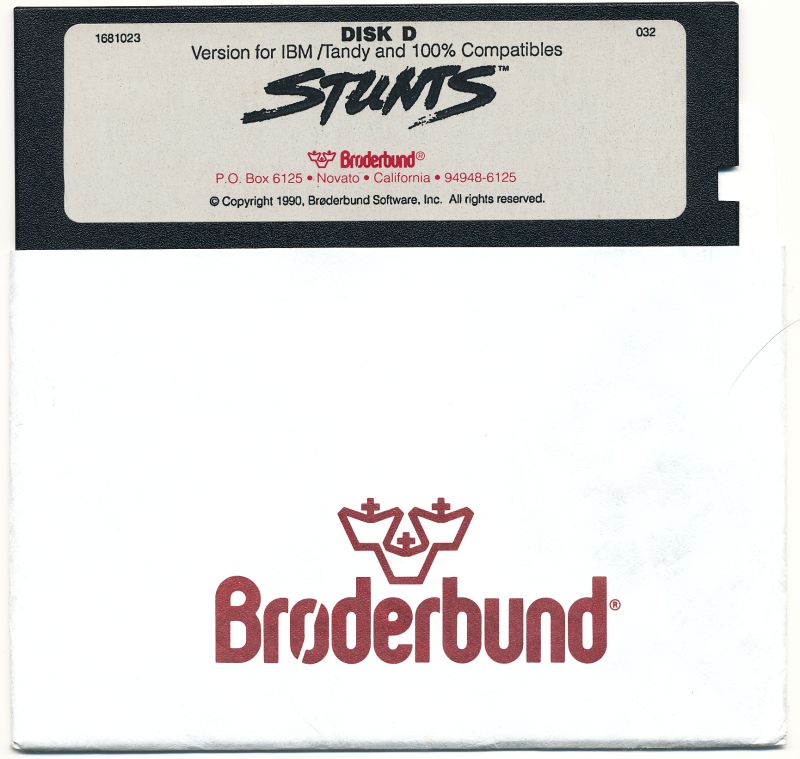 1681023 DISK D 032
Version for IBM /Tandy and 100% Compatibles
STUNTS™
Brøderbund®
P.O. Box 6125 • Novato • California • 94948-6125
© Copyright 1990, Brøderbund Software, Inc. All rights reserved.
Brøderbund®